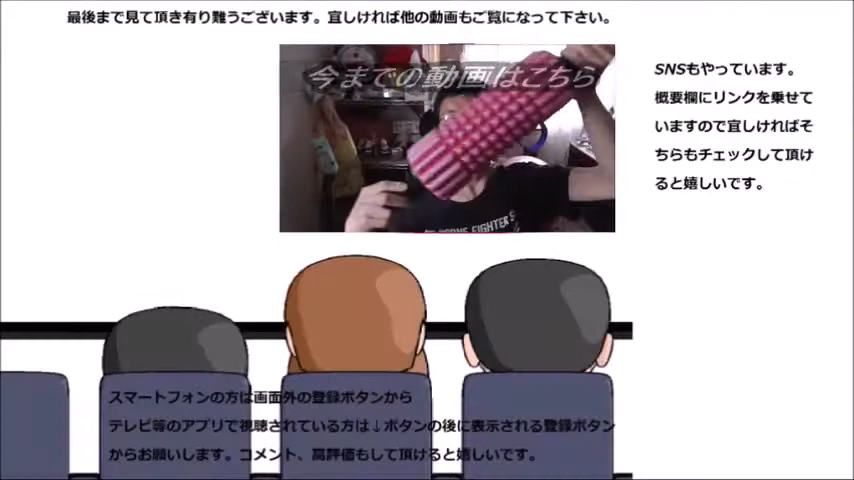 最後まで見て頂き有り難うございます。宜しければ他の動画もご覧になって下さい。
今までの動画はこちら
SNSもやっています。
概要欄にリンクを乗せて
いますので宜しければそ
ちらもチェックして頂け
ると嬉しいです。
FIGHTERS
スマートフォンの方は画面外の登録ボタンから
テレビ等のアプリで視聴されている方は↓ボタンの後に表示される登録ボタン
からお願いします。コメント、高評価もして頂けると嬉しいです。